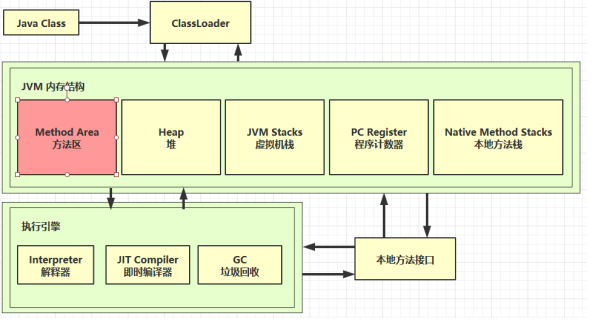 Java Class
ClassLoader
JVM 内存结构
Method Area
方法区
Heap
堆
JVM Stacks
虚拟机栈
PC Register
程序计数器
Native Method Stacks
本地方法栈
执行引擎
Interpreter
解释器
JIT Compiler
即时编译器
GC
垃圾回收
本地方法接口